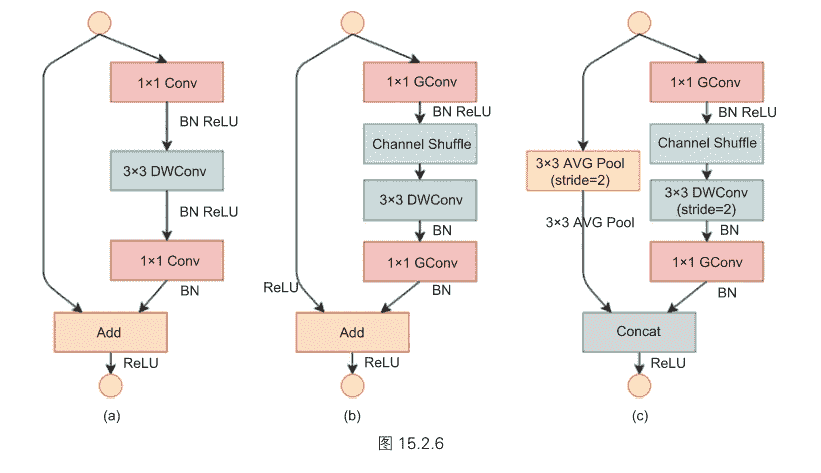 1×1 Conv
BN ReLU
3×3 DWConv
BN ReLU
1×1 Conv
BN
Add
ReLU
(a)
1×1 GConv
BN ReLU
Channel Shuffle
3×3 DWConv
BN
1×1 GConv
ReLU
BN
Add
ReLU
(b)
1×1 GConv
BN ReLU
Channel Shuffle
3×3 AVG Pool
(stride=2)
3×3 DWConv
(stride=2)
3×3 AVG Pool
BN
1×1 GConv
BN
Concat
ReLU
(c)
图 15.2.6